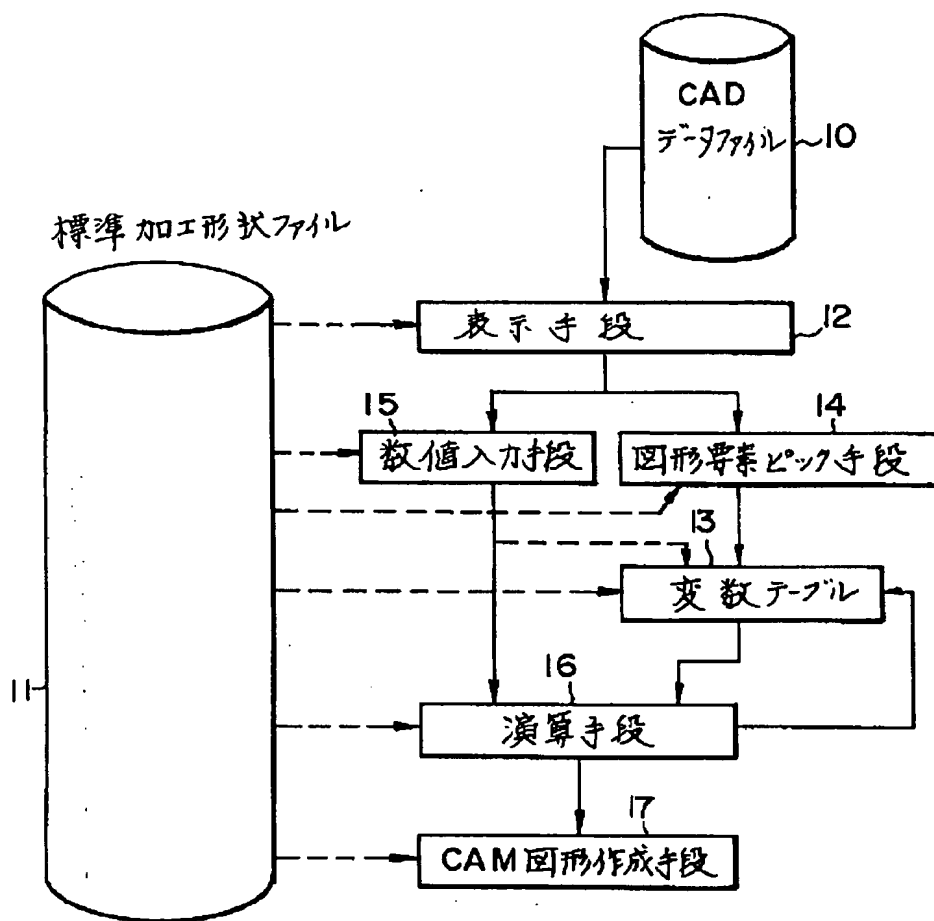 CAD
データファイル
10
標準加工形状ファイル
表示手段
12
15
14
数値入力手段
図形要素ピック手段
13
変数テーブル
11
16
演算手段
17
CAM図形作成手段